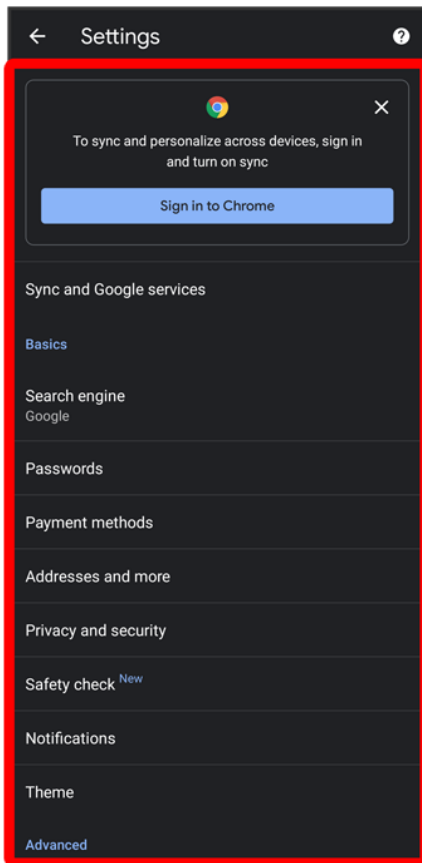 Settings
To sync and personalize across devices, sign in
and turn on sync
Sign in to Chrome
Sync and Google services
Basics
Search engine
Google
Passwords
Payment methods
Addresses and more
Privacy and security
Safety check New
Notifications
Theme
Advanced